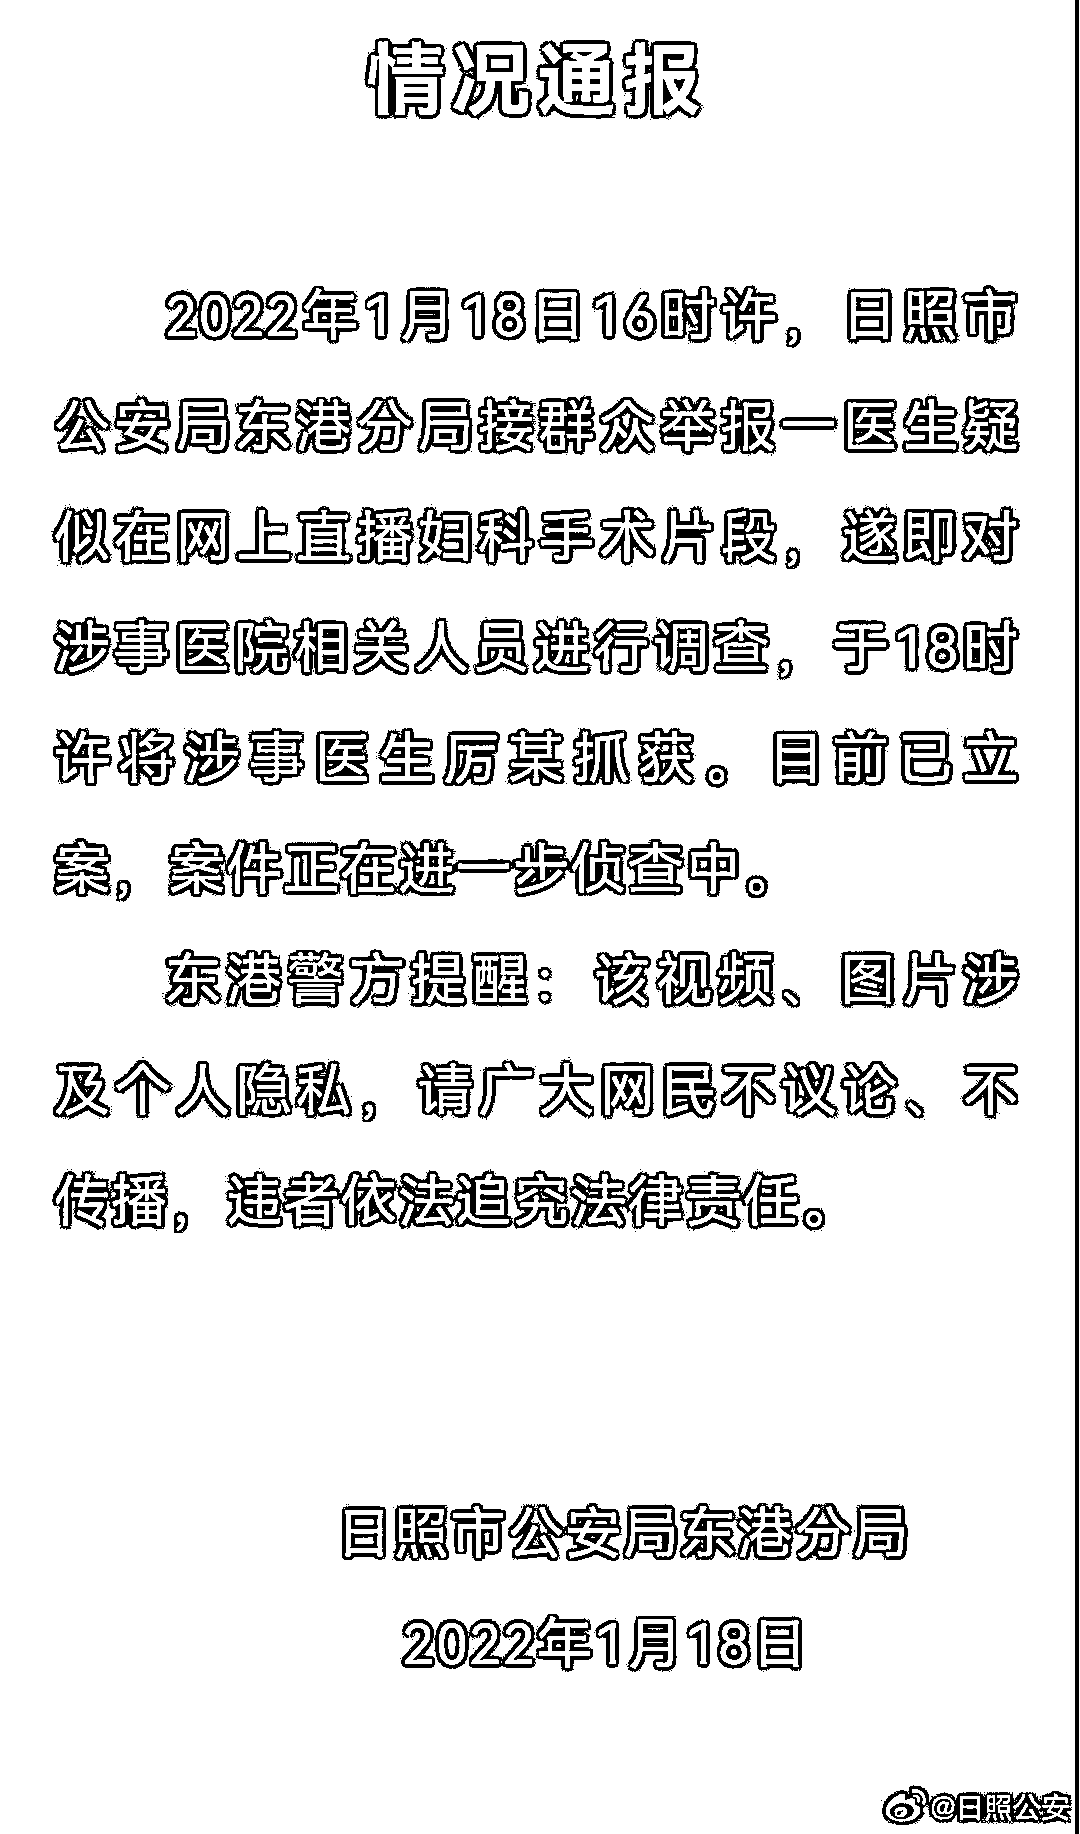 情况通报
2022年1月18日16时许，日照市
公安局东港分局接群众举报一医生疑
似在网上直播妇科手术片段，遂即对
涉事医院相关人员进行调查，于18时
许将涉事医生厉某抓获。目前已立
案，案件正在进一步侦查中。
东港警方提醒：该视频、图片涉
及个人隐私，请广大网民不议论、不
传播，违者依法追究法律责任。
日照市公安局东港分局
2022年1月18日
@日照公安